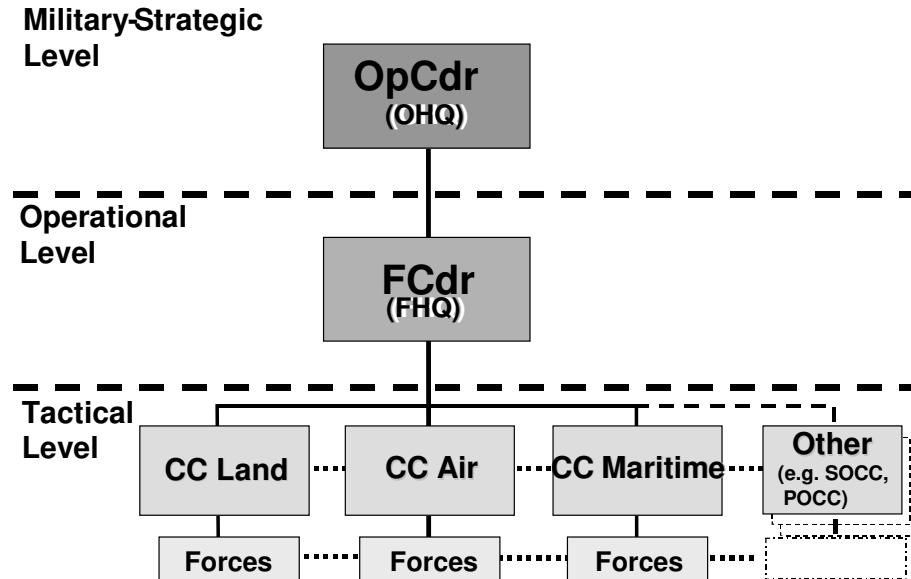 Military-Strategic
Level
OpCdr
(OHQ)
Operational
Level
FCdr
(FHQ)
Tactical
Level
CC Land
CC Air
CC Maritime
Other
(e.g. SOCC,
POCC)
Forces
Forces
Forces